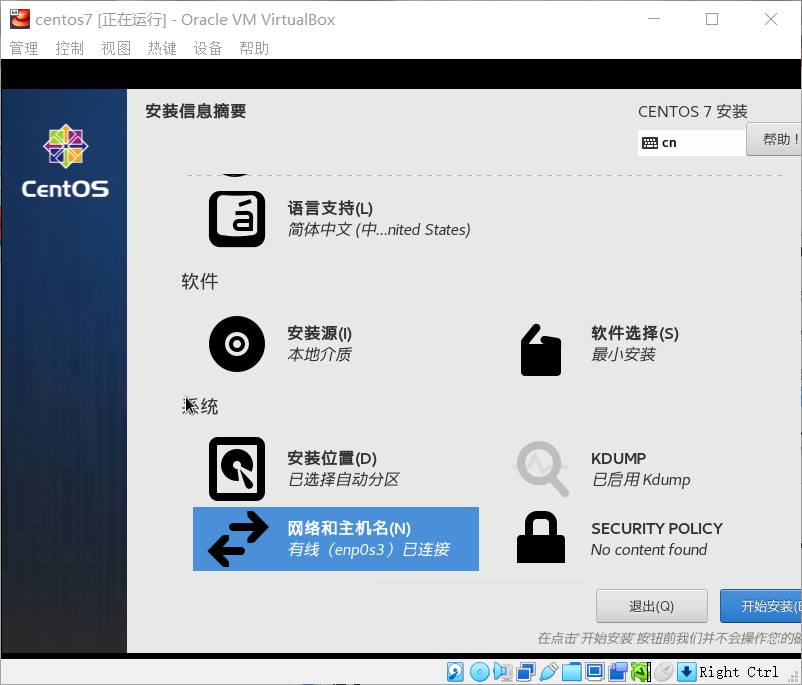 centos7 [正在运行] - Oracle VM VirtualBox
管理 控制 视图 热键 设备 帮助
安装信息摘要
CENTOS 7 安装
cn
帮助！
CentOS
语言支持(L)
简体中文 (中...nited States)
软件
安装源(I)
本地介质
软件选择(S)
最小安装
系统
安装位置(D)
已选择自动分区
KDUMP
已启用 Kdump
网络和主机名(N)
有线（enp0s3）已连接
SECURITY POLICY
No content found
退出(Q)
开始安装(
在点击'开始安装'按钮前我们并不会操作您的
Right Ctrl